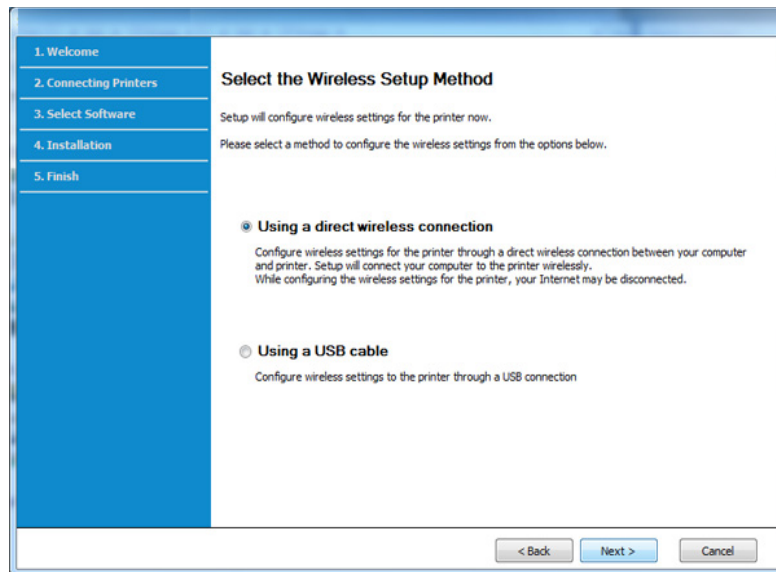 1. Welcome
2. Connecting Printers
3. Select Software
4. Installation
5. Finish
Select the Wireless Setup Method
Setup will configure wireless settings for the printer now.
Please select a method to configure the wireless settings from the options below.
Using a direct wireless connection
Configure wireless settings for the printer through a direct wireless connection between your computer
and printer. Setup will connect your computer to the printer wirelessly.
While configuring the wireless settings for the printer, your Internet may be disconnected.
Using a USB cable
Configure wireless settings to the printer through a USB connection
< Back Next > Cancel